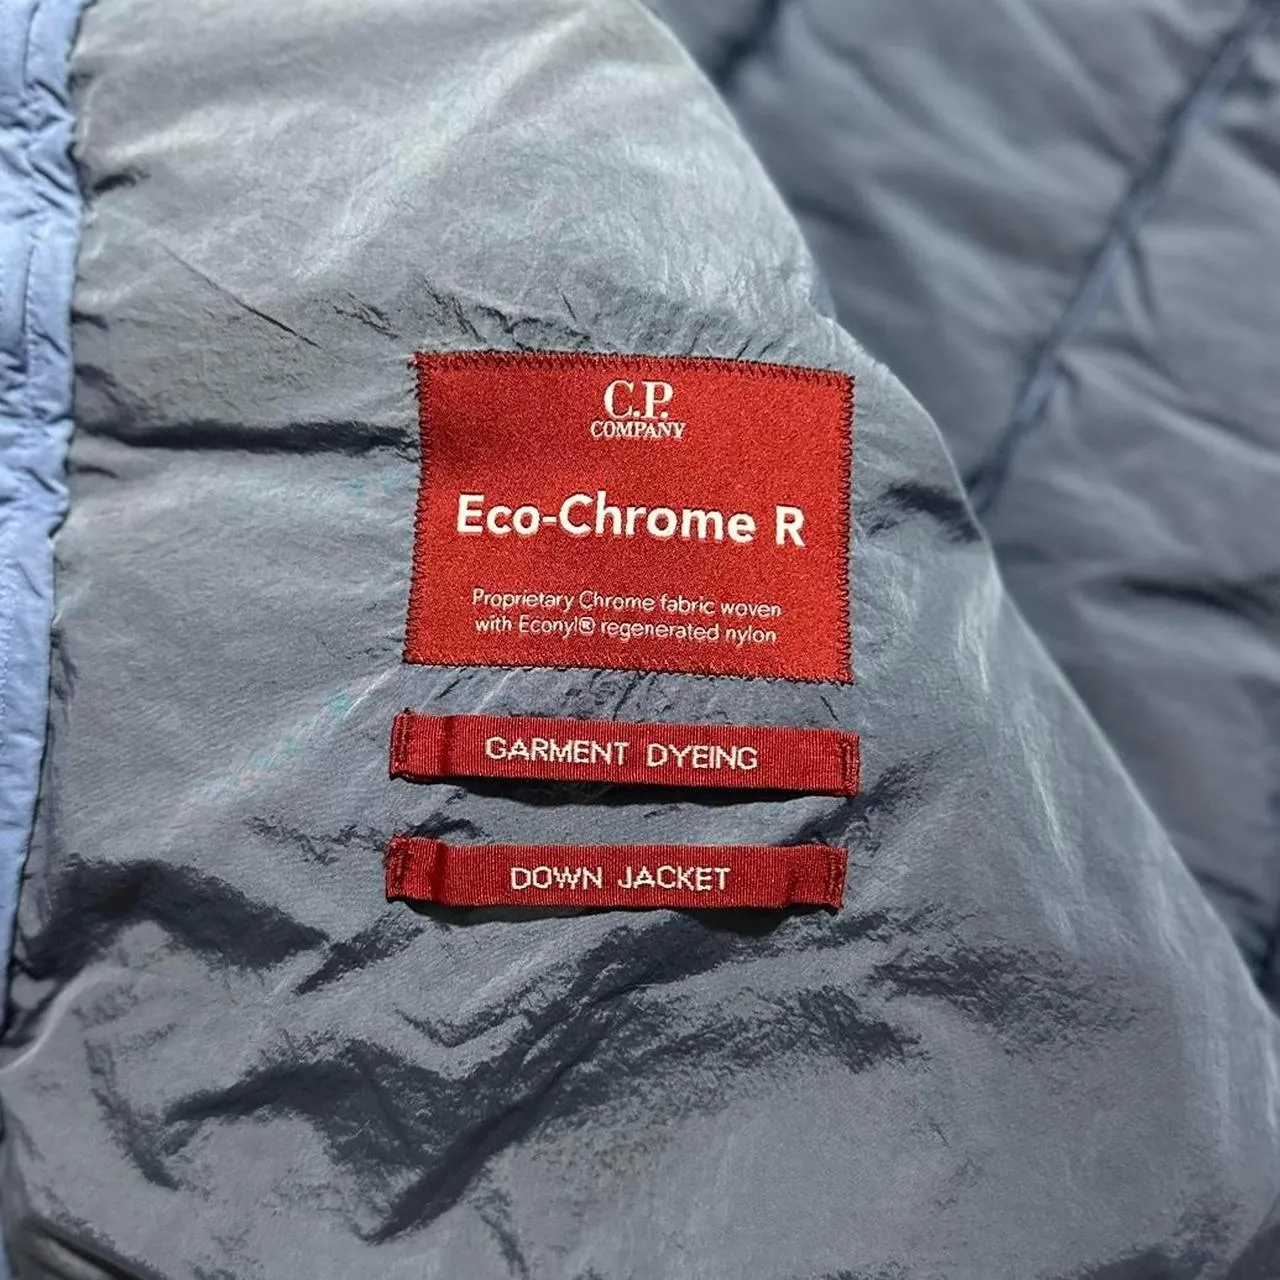 C.P.
COMPANY
Eco-Chrome R
Proprietary Chrome fabric woven
with Econyl® regenerated nylon
GARMENT DYEING
DOWN JACKET